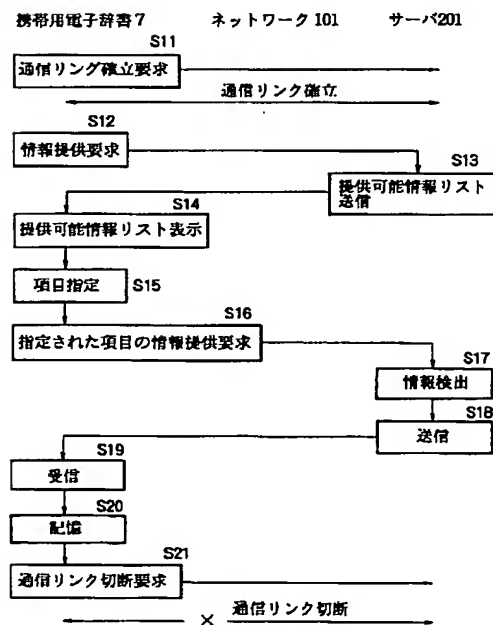 携帯用電子辞書7 ネットワーク101 サーバ201
S11
通信リング確立要求
通信リンク確立
S12
情報提供要求
S13
提供可能情報リスト
送信
S14
提供可能情報リスト表示
項目指定 S15
S16
指定された項目の情報提供要求
S17
情報検出
S18
送信
S19
受信
S20
記憶
S21
通信リンク切断要求
× 通信リンク切断